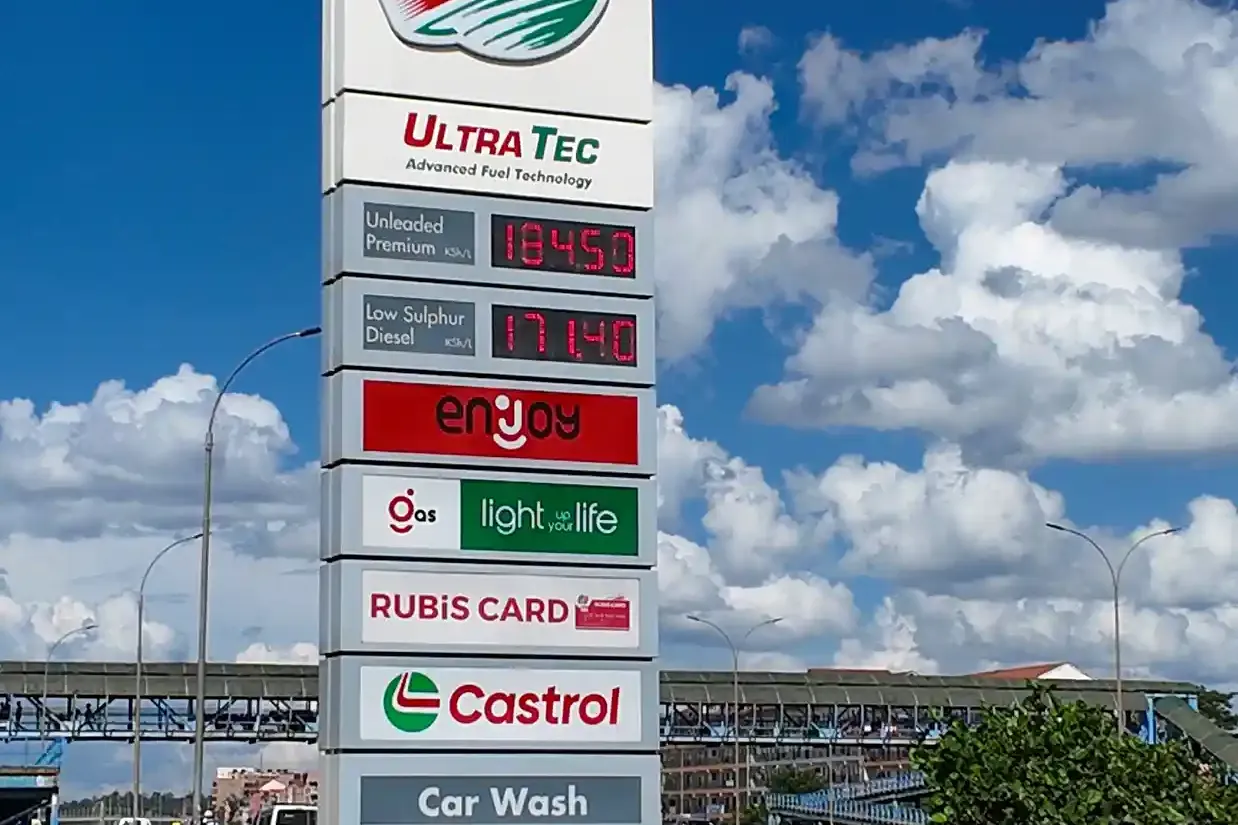 ULTRA TEC
Advanced Fuel Technology
Unleaded
Premium KSh/L
184.50
Low Sulphur
Diesel KSh/L
171.40
enjoy
gas
light up your life
RUBiS CARD
Castrol
Car Wash